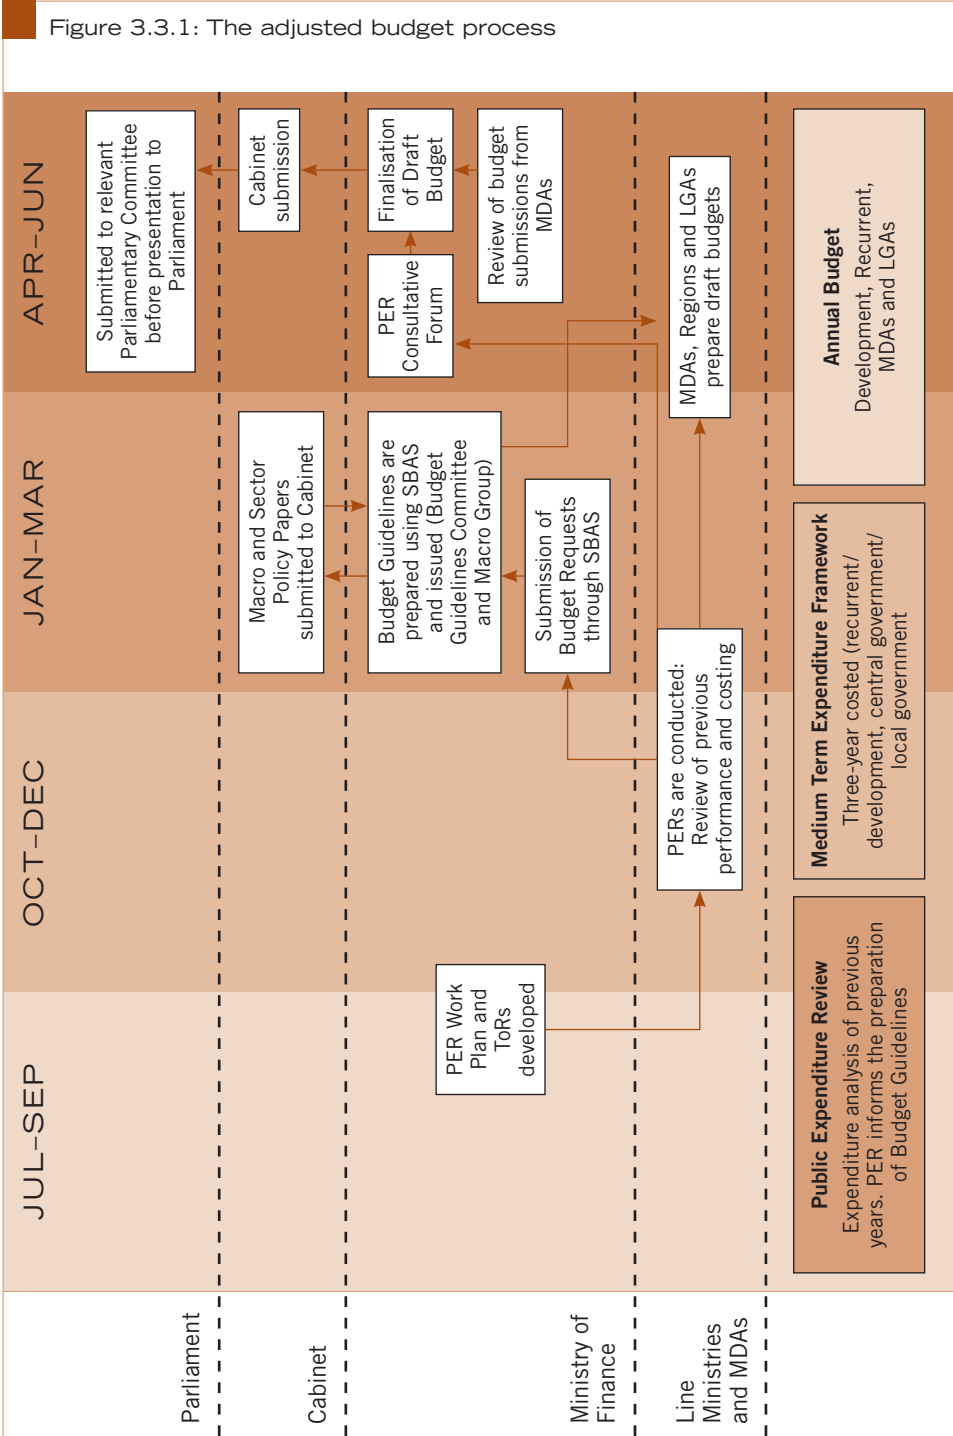 Figure 3.3.1: The adjusted budget process
JUL–SEP
OCT–DEC
JAN–MAR
APR–JUN
Parliament
Submitted to relevant
Parliamentary Committee
before presentation to
Parliament
Cabinet
Macro and Sector
Policy Papers
submitted to Cabinet
Cabinet
submission
Ministry of
Finance
PER Work
Plan and
ToRs
developed
Budget Guidelines are
prepared using SBAS
and issued (Budget
Guidelines Committee
and Macro Group)
Submission of
Budget Requests
through SBAS
PER
Consultative
Forum
Finalisation
of Draft
Budget
Review of budget
submissions from
MDAs
Line
Ministries
and MDAs
PERs are conducted:
Review of previous
performance and costing
MDAs, Regions and LGAs
prepare draft budgets
Public Expenditure Review
Expenditure analysis of previous
years. PER informs the preparation
of Budget Guidelines
Medium Term Expenditure Framework
Three-year costed (recurrent/
development, central government/
local government
Annual Budget
Development, Recurrent,
MDAs and LGAs